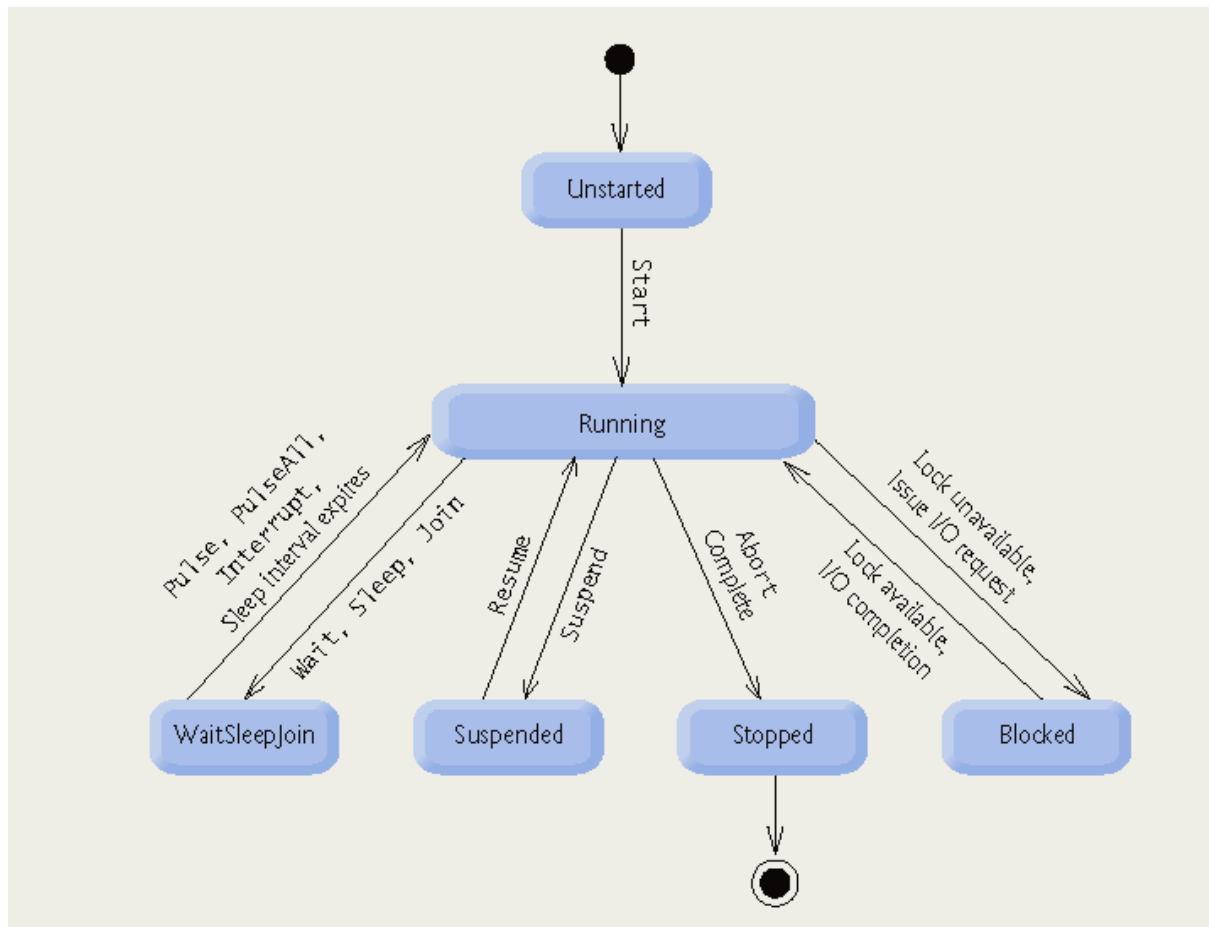 Unstarted
Start
Running
Pulse, PulseAll,
Interrupt,
Sleep interval expites
Wait, Sleep, Join
Resume
Suspend
Abort
Complete
Lock unavailable,
Issue I/O request
Lock available,
I/O completion
WaitSleepJoin
Suspended
Stopped
Blocked